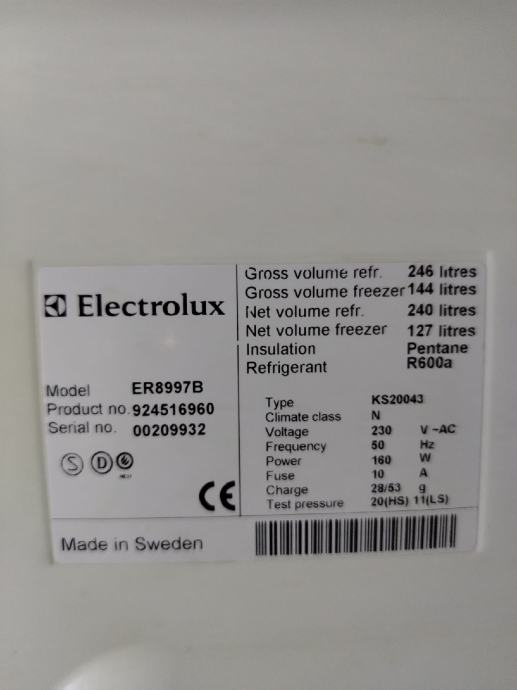 Electrolux
Model ER8997B
Product no. 924516960
Serial no. 00209932
S D
CE
Gross volume refr. 246 litres
Gross volume freezer 144 litres
Net volume refr. 240 litres
Net volume freezer 127 litres
Insulation Pentane
Refrigerant R600a
Type KS20043
Climate class N
Voltage 230 V ~AC
Frequency 50 Hz
Power 160 W
Fuse 10 A
Charge 28/53 g
Test pressure 20(HS) 11(LS)
Made in Sweden